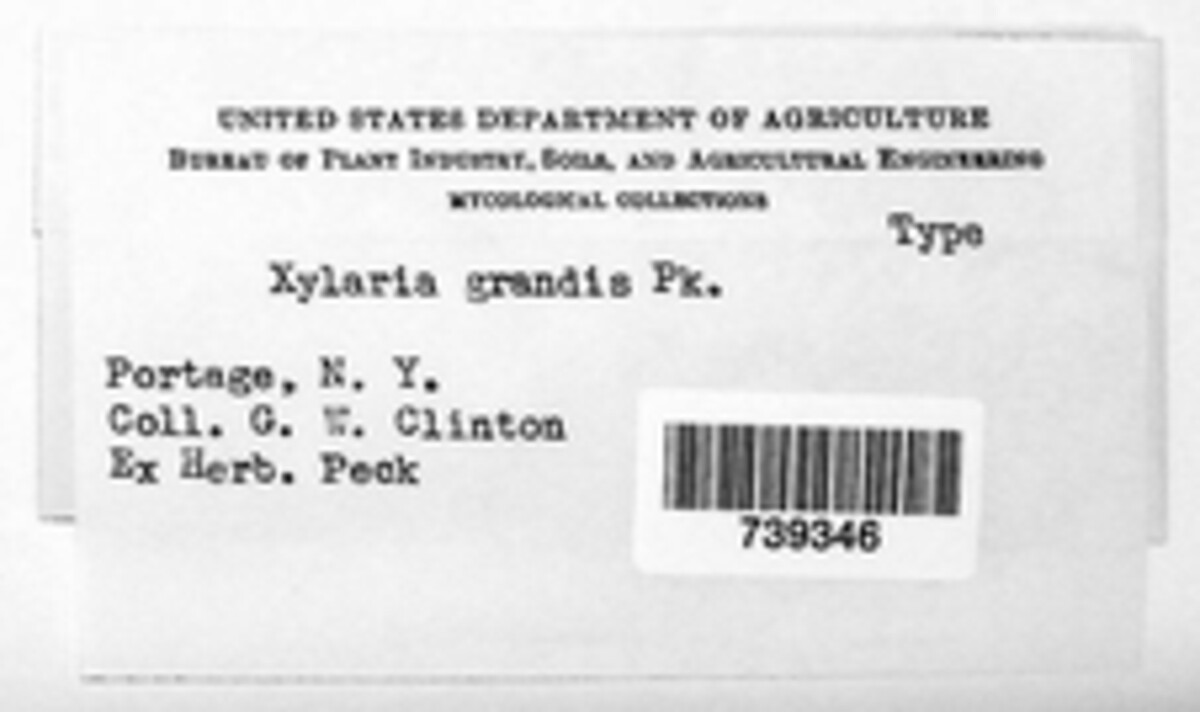 UNITED STATES DEPARTMENT OF AGRICULTURE
BUREAU OF PLANT INDUSTRY, SOILS, AND AGRICULTURAL ENGINEERING
MYCOLOGICAL COLLECTIONS
Type
Xylaria grandis Pk.
Portage, N. Y.
Coll. G. W. Clinton
Ex Herb. Peck
739346